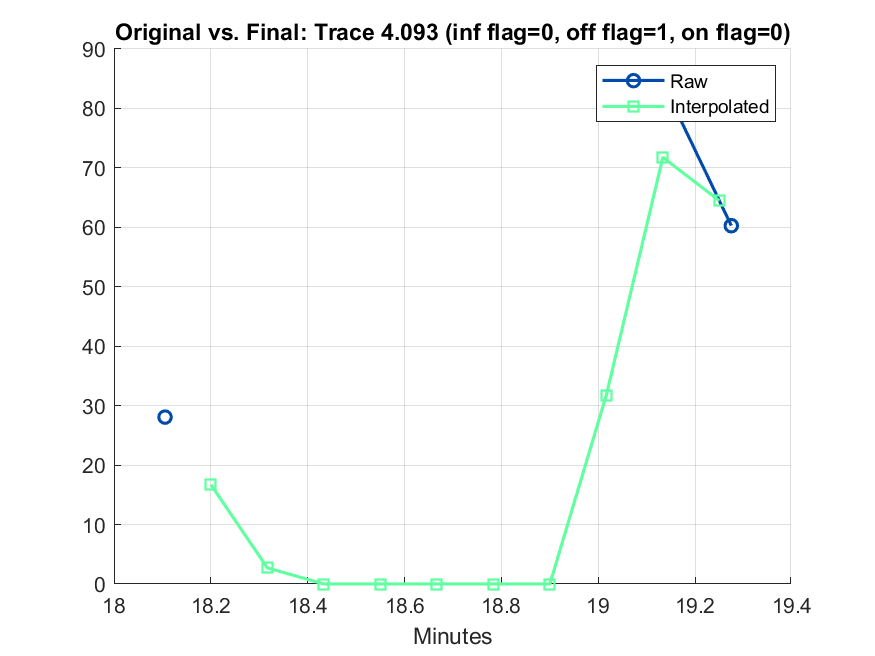 Original vs. Final: Trace 4.093 (inf flag=0, off flag=1, on flag=0)
90
80
70
60
50
40
30
20
10
0
Raw
Interpolated
18 18.2 18.4 18.6 18.8 19 19.2 19.4
Minutes